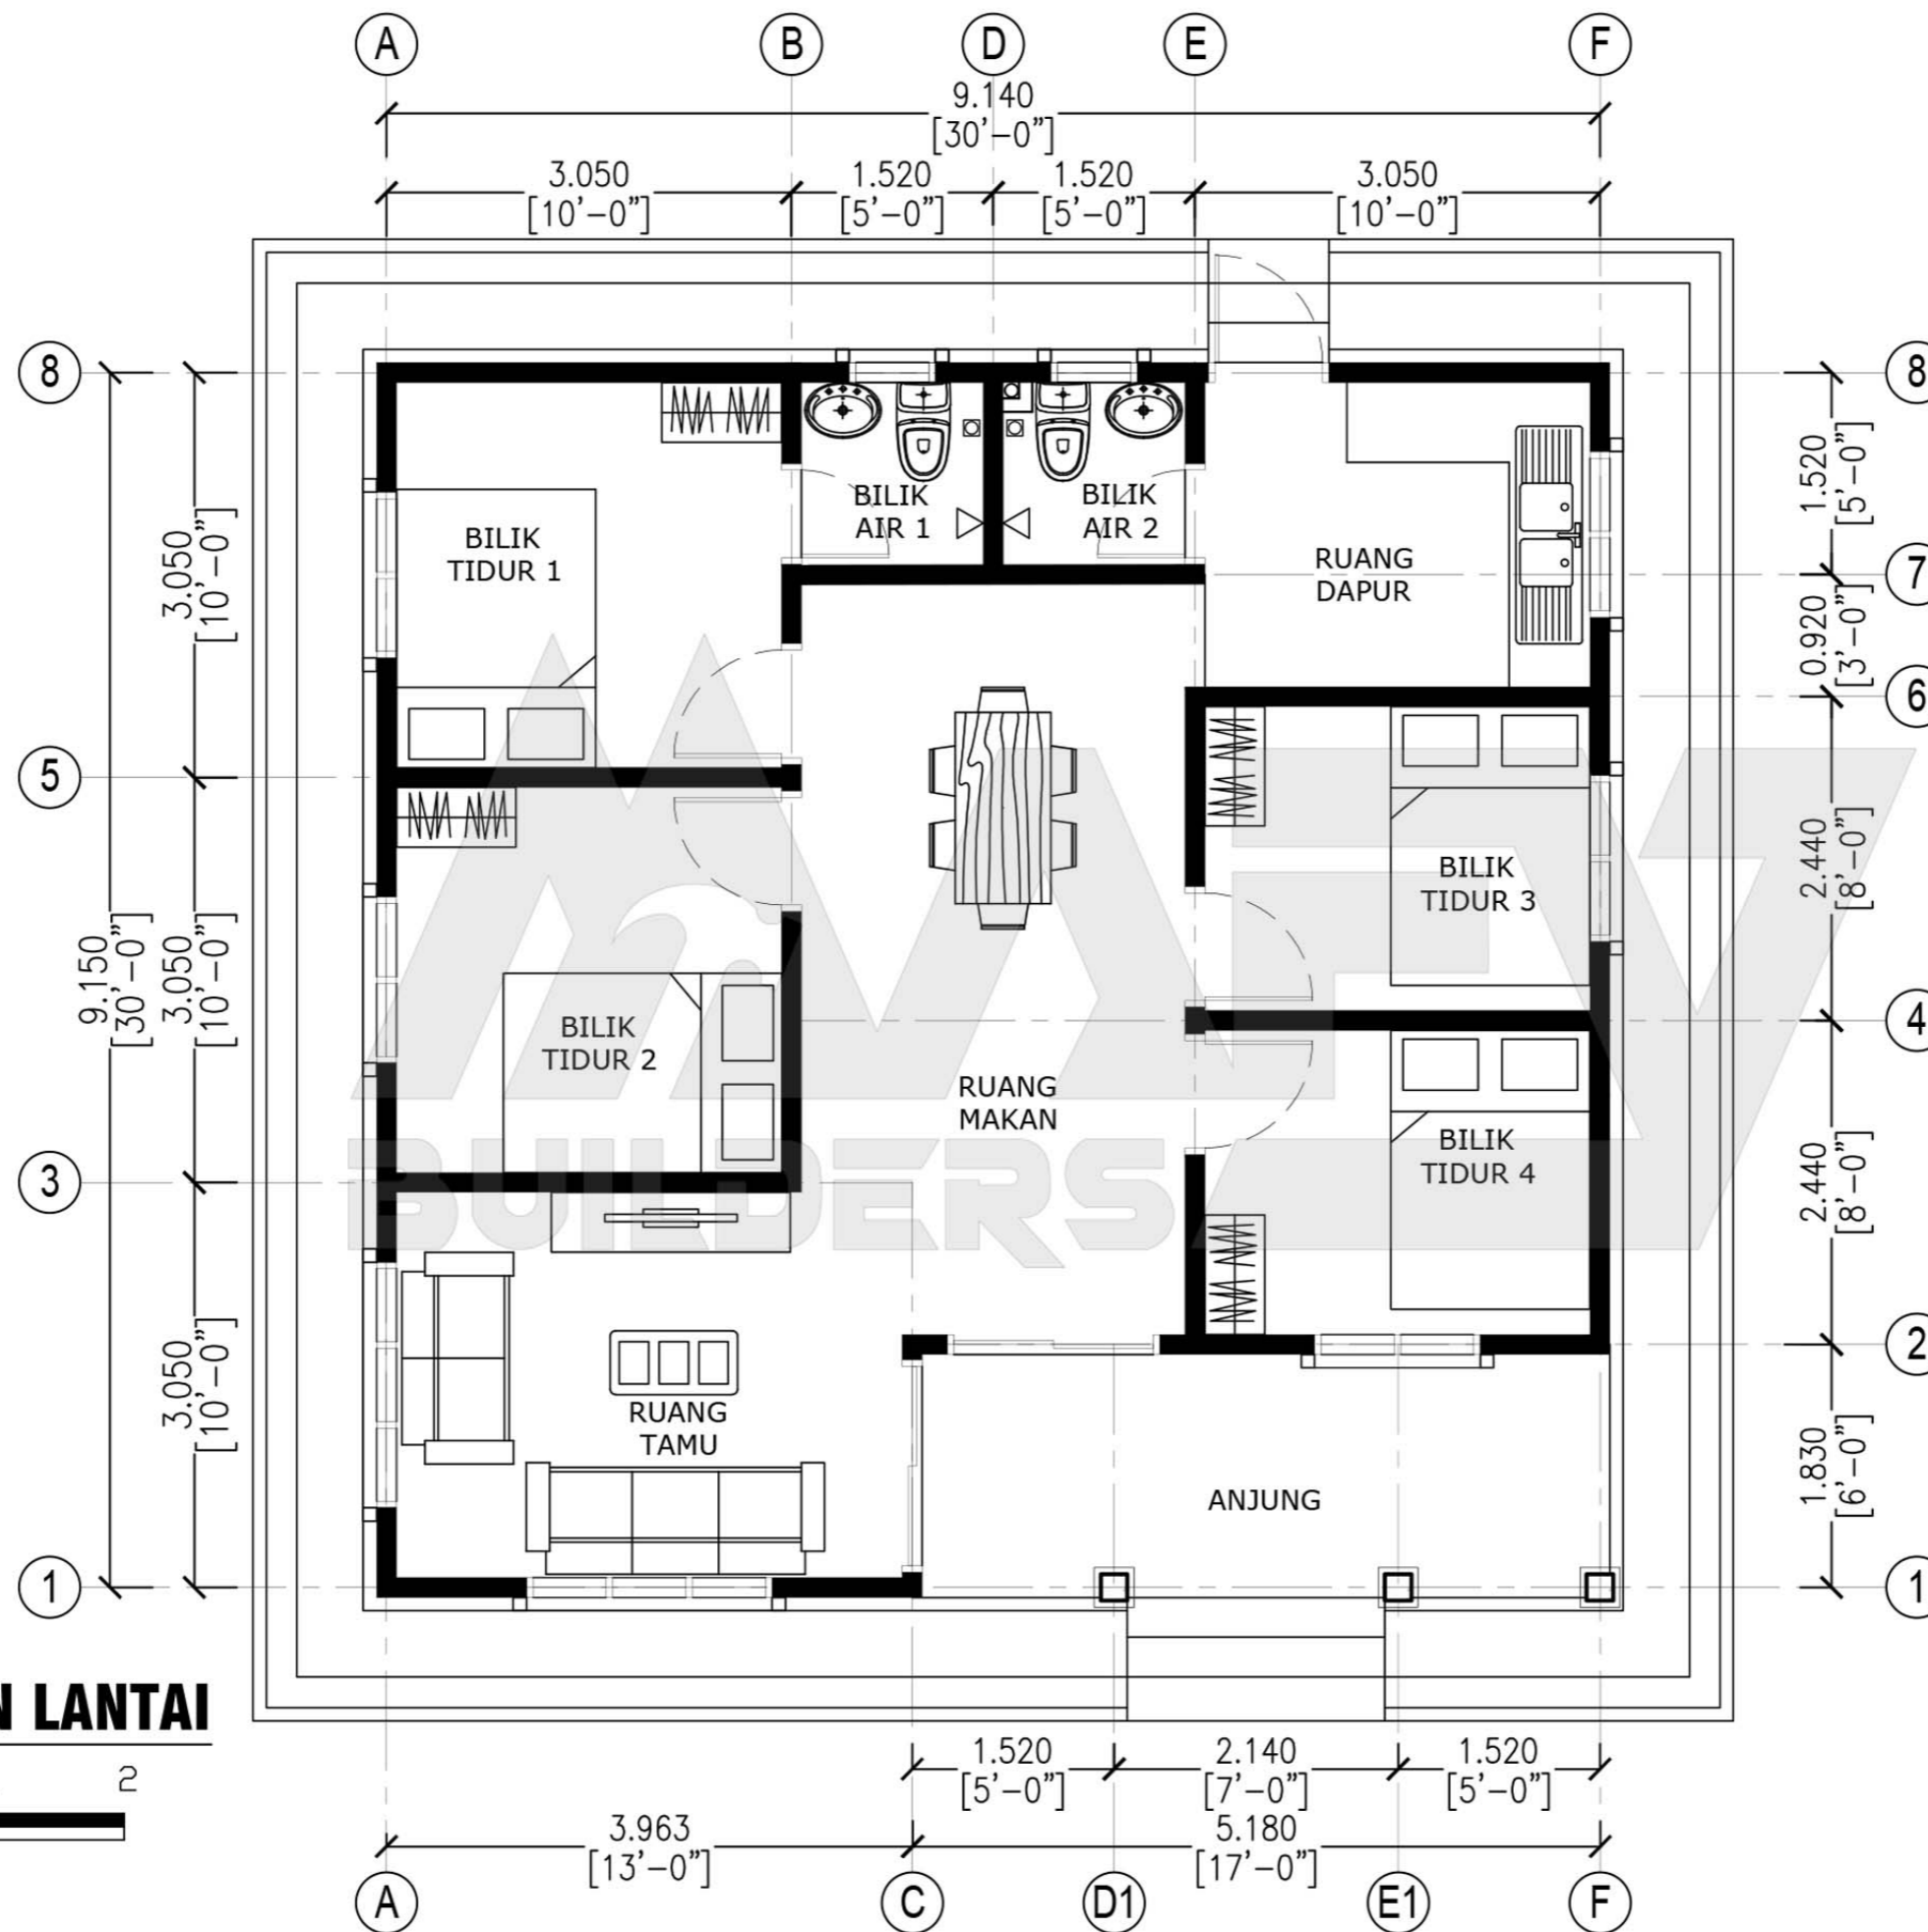 A
B
D
E
F
9.140
[30'-0"]
3.050
[10'-0"]
1.520
[5'-0"]
1.520
[5'-0"]
3.050
[10'-0"]
8
5
3
1
9.150
[30'-0"]
3.050
[10'-0"]
3.050
[10'-0"]
3.050
[10'-0"]
BILIK
TIDUR 1
BILIK
AIR 1
BILIK
AIR 2
RUANG
DAPUR
BILIK
TIDUR 2
RUANG
MAKAN
BILIK
TIDUR 3
BILIK
TIDUR 4
RUANG
TAMU
ANJUNG
BUILDERS
8
7
6
4
2
1
1.520
[5'-0"]
0.920
[3'-0"]
2.440
[8'-0"]
2.440
[8'-0"]
1.830
[6'-0"]
LANTAI
2
1.520
[5'-0"]
2.140
[7'-0"]
1.520
[5'-0"]
3.963
[13'-0"]
5.180
[17'-0"]
A
C
D1
E1
F